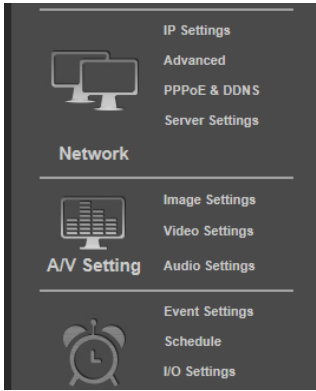 IP Settings
Advanced
PPPoE & DDNS
Server Settings
Network
Image Settings
Video Settings
A/V Setting
Audio Settings
Event Settings
Schedule
I/O Settings